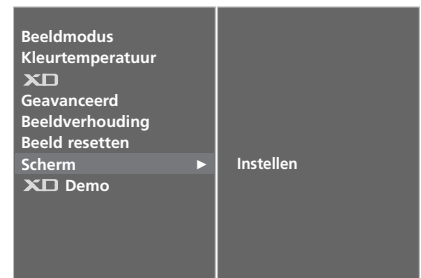 Beeldmodus
Kleurtemperatuur
XD
Geavanceerd
Beeldverhouding
Beeld resetten
Scherm ► Instellen
XD Demo